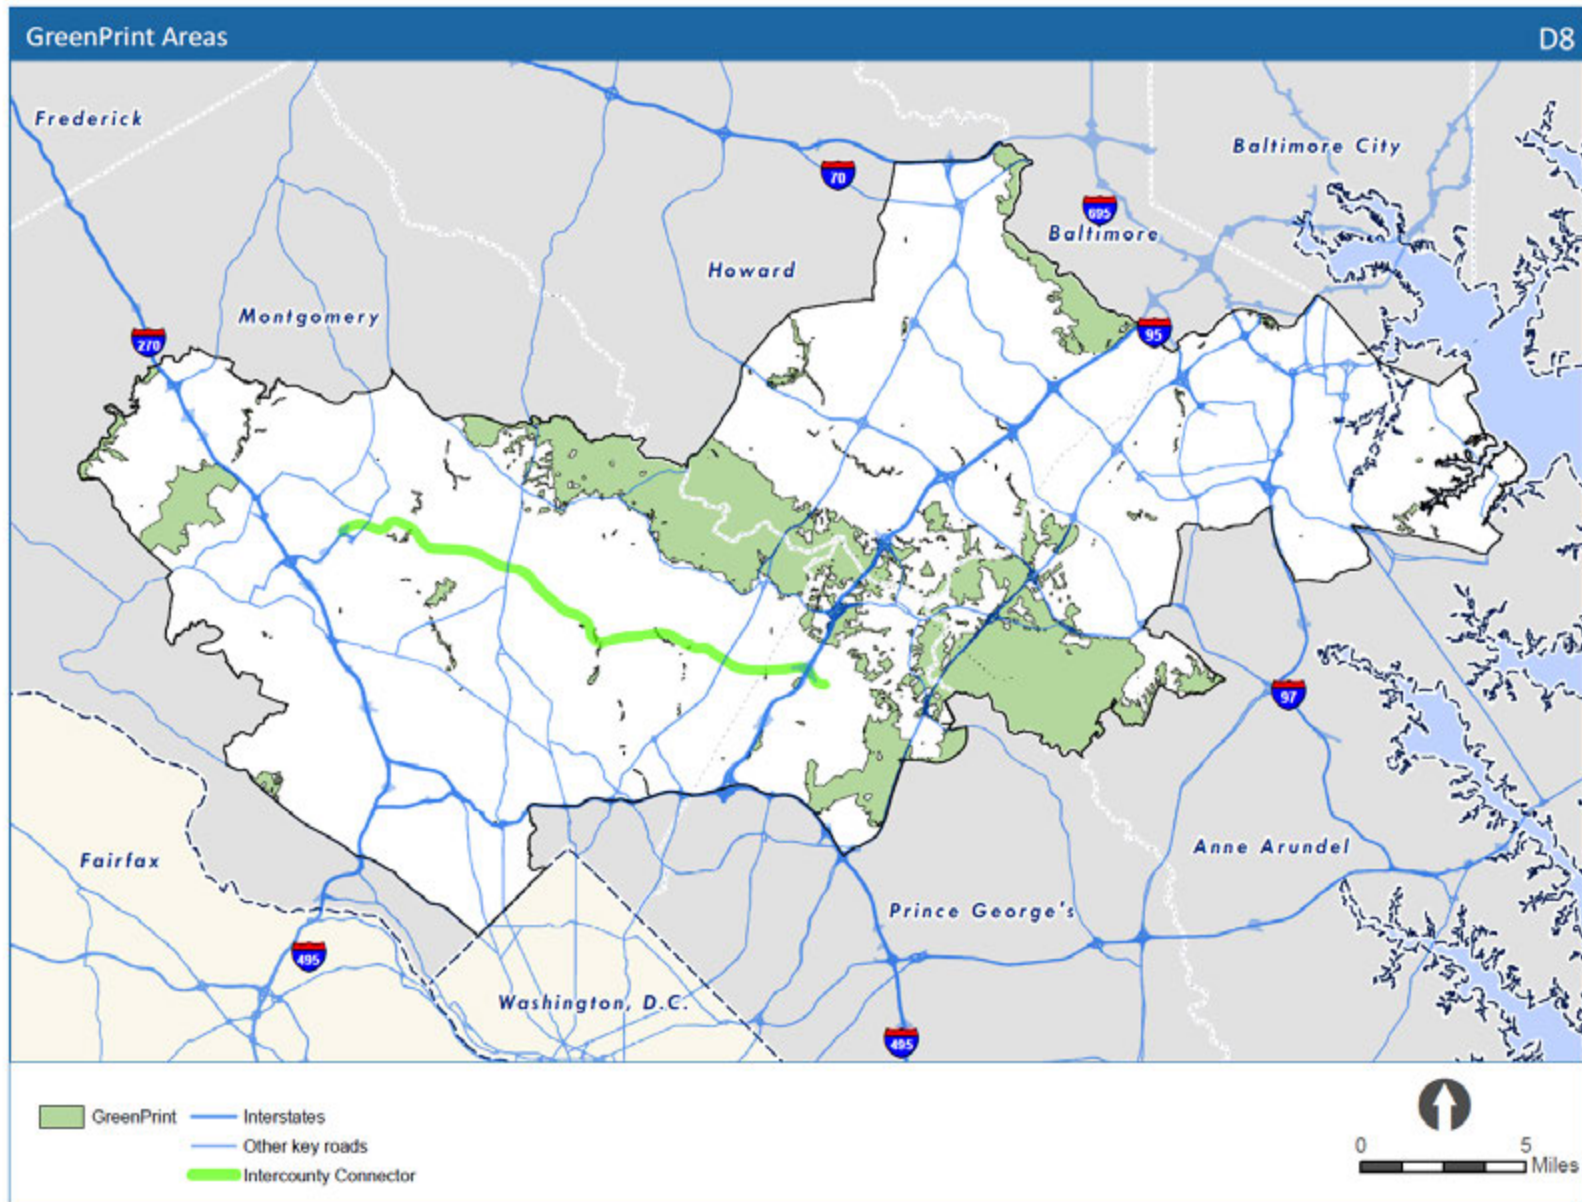 GreenPrint Areas D8
Frederick
Baltimore City
70
695
Baltimore
Howard
Montgomery
270
95
97
Fairfax
Anne Arundel
Prince George's
495
Washington, D.C.
495
GreenPrint
Interstates
Other key roads
Intercounty Connector
0 5
Miles